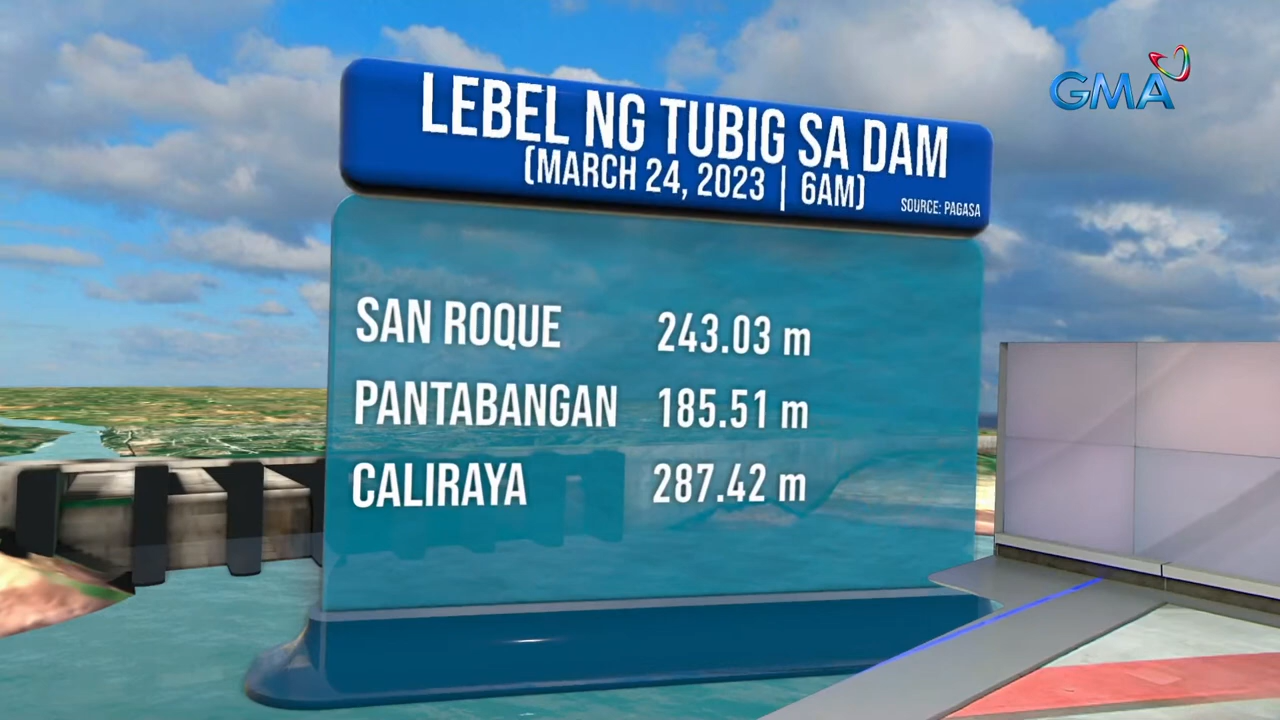 GMA
LEBEL NG TUBIG SA DAM
(MARCH 24, 2023 | 6AM)
SOURCE: PAGASA
SAN ROQUE 243.03 m
PANTABANGAN 185.51 m
CALIRAYA 287.42 m